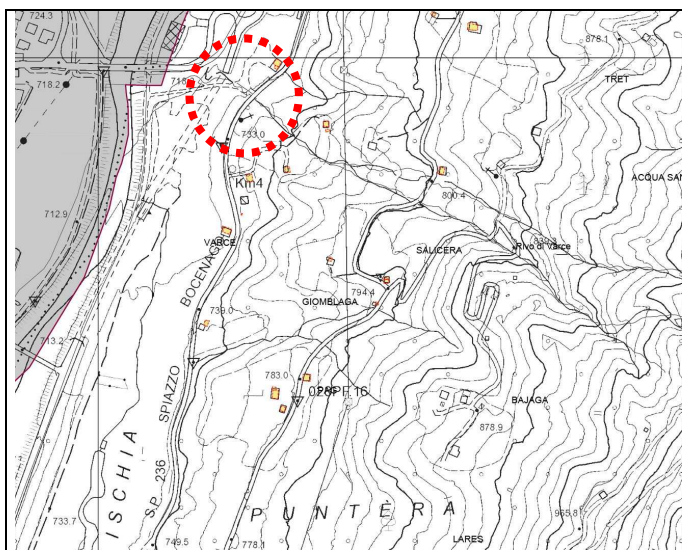 724.3
878.1
718.2
TRET
733.0
Km4
ACQUA SAN
800.4
712.9
VARCE
SALICERA
Rivo di Varce
BOCENAGO
794.4
GIOMBLAGA
739.0
713.2
783.0
BAJAGA
878.9
SPIAZZO
S.P. 236
ISCHIA
PUNTÈRA
965.8
733.7
749.5
778.1
LARES